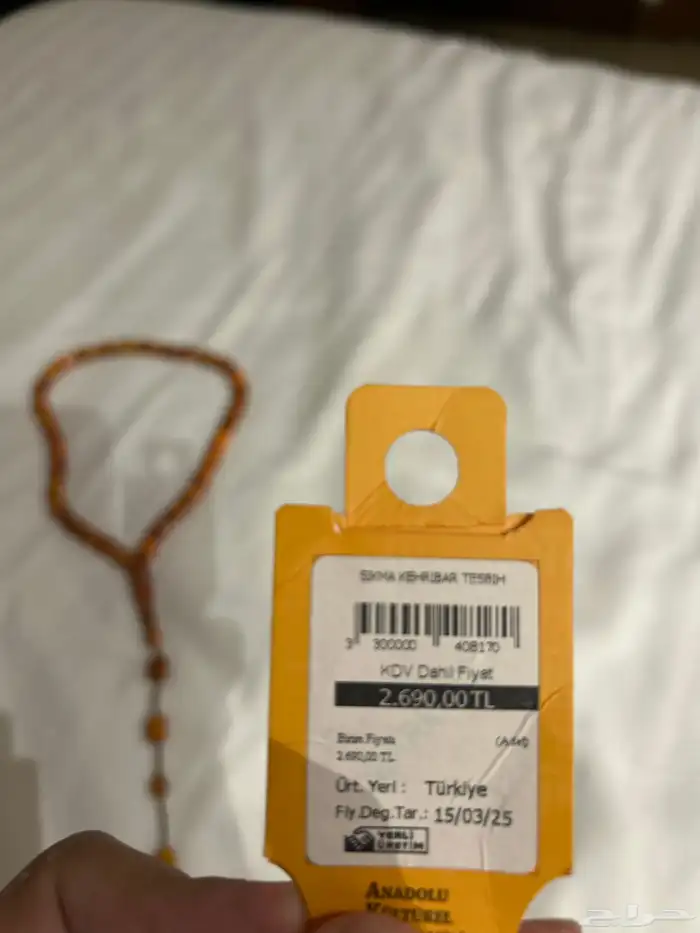 SIKMA KEHRİBAR TESBİH
3 300000 408170
KDV Dahil Fiyat
2.690,00 TL
Birim Fiyatı (Adet)
2.690,00 TL
Ürt. Yeri : Türkiye
Fiy.Deg.Tar.: 15/03/25
YERLİ
ÜRETİM
ANADOLU
KÜLTÜREL
حراج